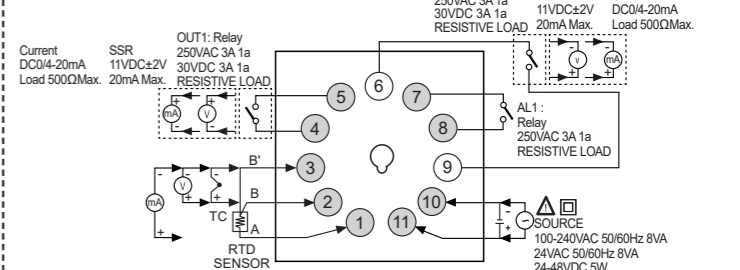 250VAC 3A 1a
30VDC 3A 1a
RESISTIVE LOAD
11VDC±2V
20mA Max.
DC0/4-20mA
Load 500ΩMax.
Current
DC0/4-20mA
Load 500ΩMax.
SSR
11VDC±2V
20mA Max.
OUT1: Relay
250VAC 3A 1a
30VDC 3A 1a
RESISTIVE LOAD
- - -
mA V
+ +
5
4
6
7
8
- -
V mA
+ +
AL1 :
Relay
250VAC 3A 1a
RESISTIVE LOAD
3
2
1
9
10
11
B'
B
A
- - -
mA V
+ + +
TC
RTD
SENSOR
-
+
SOURCE
100-240VAC 50/60Hz 8VA
24VAC 50/60Hz 8VA
24-48VDC 5W